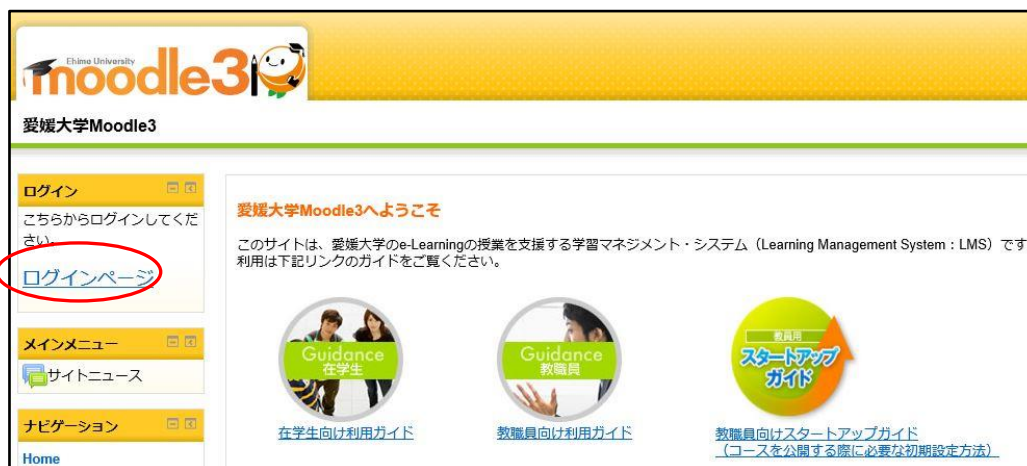 Ehime University
moodle3
愛媛大学Moodle3
ログイン
こちらからログインしてくだ
さい。
ログインページ
メインメニュー
サイトニュース
ナビゲーション
Home
愛媛大学Moodle3へようこそ
このサイトは、愛媛大学のe-Learningの授業を支援する学習マネジメント・システム（Learning Management System：LMS）です
利用は下記リンクのガイドをご覧ください。
Guidance
在学生
在学生向け利用ガイド
Guidance
教職員
教職員向け利用ガイド
教員用
スタートアップ
ガイド
教職員向けスタートアップガイド
（コースを公開する際に必要な初期設定方法）